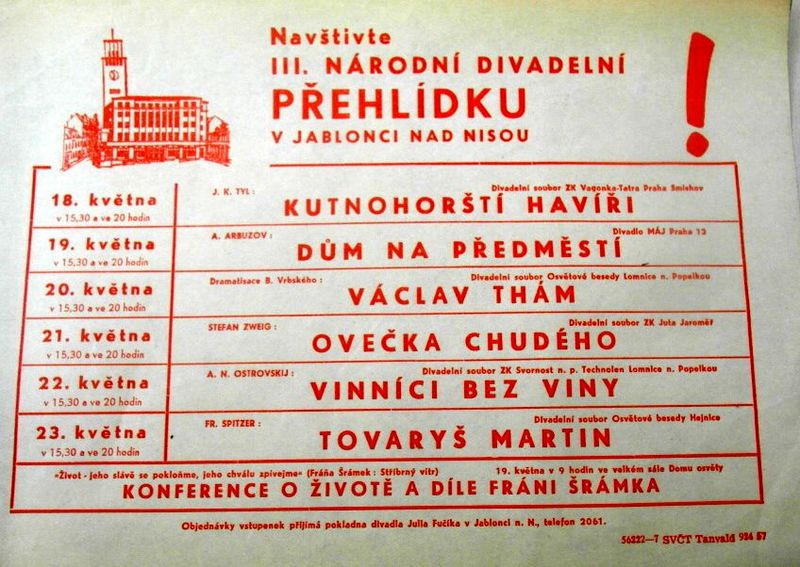 Navštivte
III. NÁRODNÍ DIVADELNÍ
PŘEHLÍDKU
V JABLONCI NAD NISOU
!
18. května
v 15,30 a ve 20 hodin
J. K. TYL :
Divadelní soubor ZK Vagonka-Tatra Praha Smíchov
KUTNOHORŠTÍ HAVÍŘI
19. května
v 15,30 a ve 20 hodin
A. ARBUZOV :
Divadlo MÁJ Praha 12
DŮM NA PŘEDMĚSTÍ
20. května
v 15,30 a ve 20 hodin
Dramatisace B. Vrbského :
Divadelní soubor Osvětové besedy Lomnice n. Popelkou
VÁCLAV THÁM
21. května
v 15,30 a ve 20 hodin
STEFAN ZWEIG :
Divadelní soubor ZK Juta Jaroměř
OVEČKA CHUDÉHO
22. května
v 15,30 a ve 20 hodin
A. N. OSTROVSKIJ :
Divadelní soubor ZK Svornost n. p. Technolen Lomnice n. Popelkou
VINNÍCI BEZ VINY
23. května
v 15,30 a ve 20 hodin
FR. SPITZER :
Divadelní soubor Osvětové besedy Hejnice
TOVARYŠ MARTIN
»Život - jeho slávě se pokloňme, jeho chválu zpívejme« (Fráňa Šrámek : Stříbrný vítr)
19. května v 9 hodin ve velkém sále Domu osvěty
KONFERENCE O ŽIVOTĚ A DÍLE FRÁNI ŠRÁMKA
Objednávky vstupenek přijímá pokladna divadla Julia Fučíka v Jablonci n. N., telefon 2061.
56222—7 SVČT Tanvald 934 57